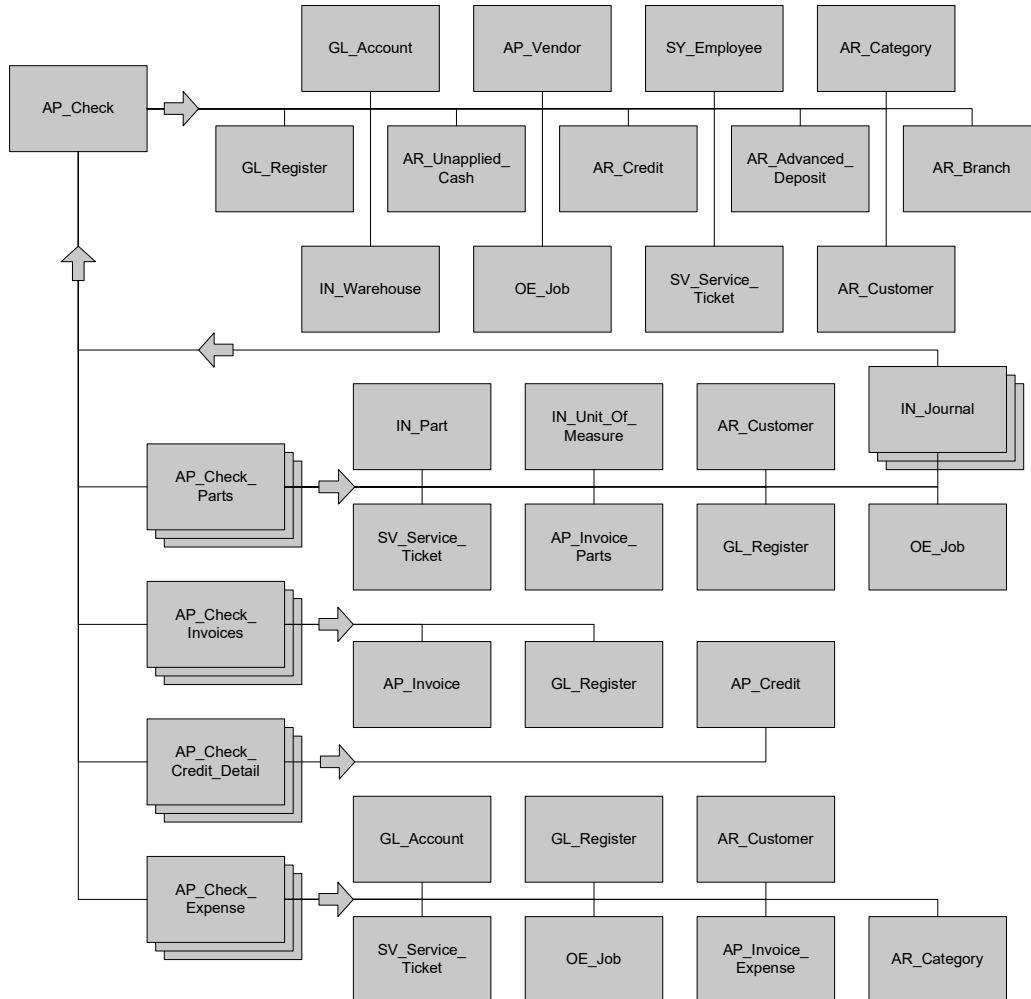 GL_Account
AP_Vendor
SY_Employee
AR_Category
AP_Check
GL_Register
AR_Unapplied_
Cash
AR_Credit
AR_Advanced_
Deposit
AR_Branch
IN_Warehouse
OE_Job
SV_Service_
Ticket
AR_Customer
IN_Journal
IN_Part
IN_Unit_Of_
Measure
AR_Customer
AP_Check_
Parts
SV_Service_
Ticket
AP_Invoice_
Parts
GL_Register
OE_Job
AP_Check_
Invoices
AP_Invoice
GL_Register
AP_Credit
AP_Check_
Credit_Detail
GL_Account
GL_Register
AR_Customer
AP_Check_
Expense
SV_Service_
Ticket
OE_Job
AP_Invoice_
Expense
AR_Category